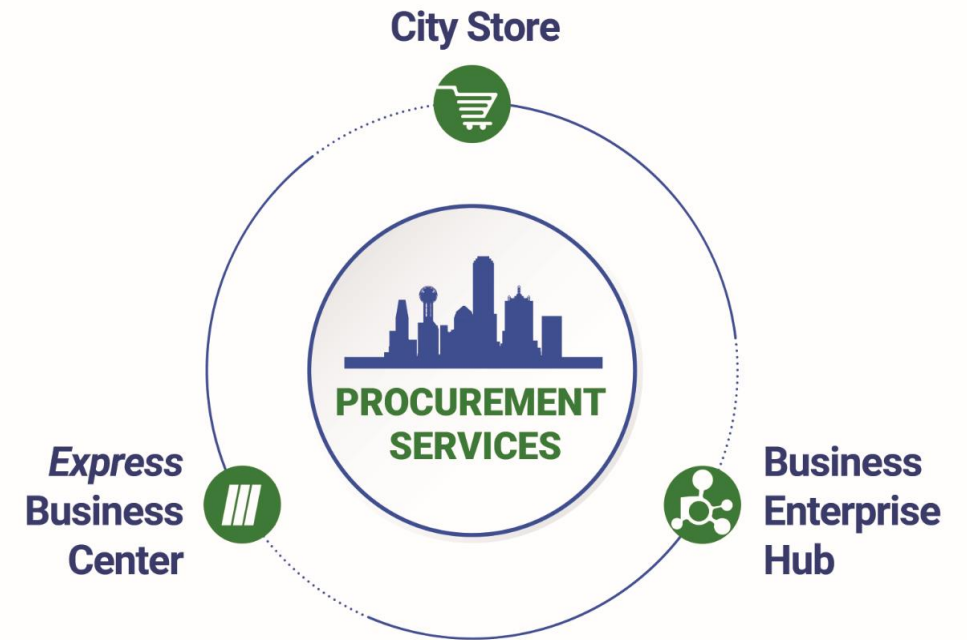 City Store
PROCUREMENT
SERVICES
Express
Business
Center
Business
Enterprise
Hub